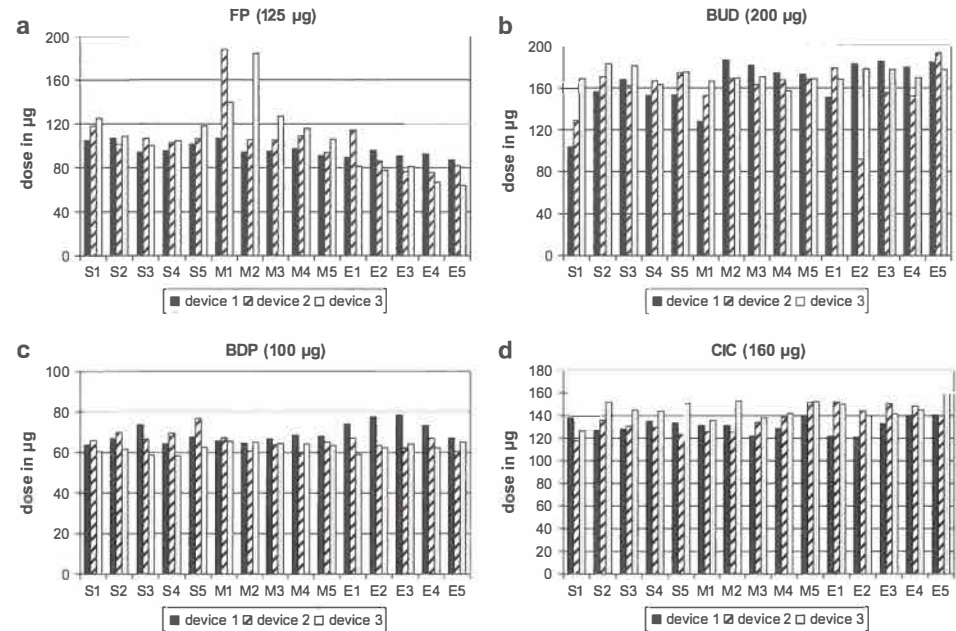 a
FP (125 µg)
dose in µg
200
160
120
80
40
0
S1 S2 S3 S4 S5 M1 M2 M3 M4 M5 E1 E2 E3 E4 E5
device 1 device 2 device 3
b
BUD (200 µg)
dose in µg
200
160
120
80
40
0
S1 S2 S3 S4 S5 M1 M2 M3 M4 M5 E1 E2 E3 E4 E5
device 1 device 2 device 3
c
BDP (100 µg)
dose in µg
100
80
60
40
20
0
S1 S2 S3 S4 S5 M1 M2 M3 M4 M5 E1 E2 E3 E4 E5
device 1 device 2 device 3
d
CIC (160 µg)
dose in µg
180
160
140
120
100
80
60
40
20
0
S1 S2 S3 S4 S5 M1 M2 M3 M4 M5 E1 E2 E3 E4 E5
device 1 device 2 device 3